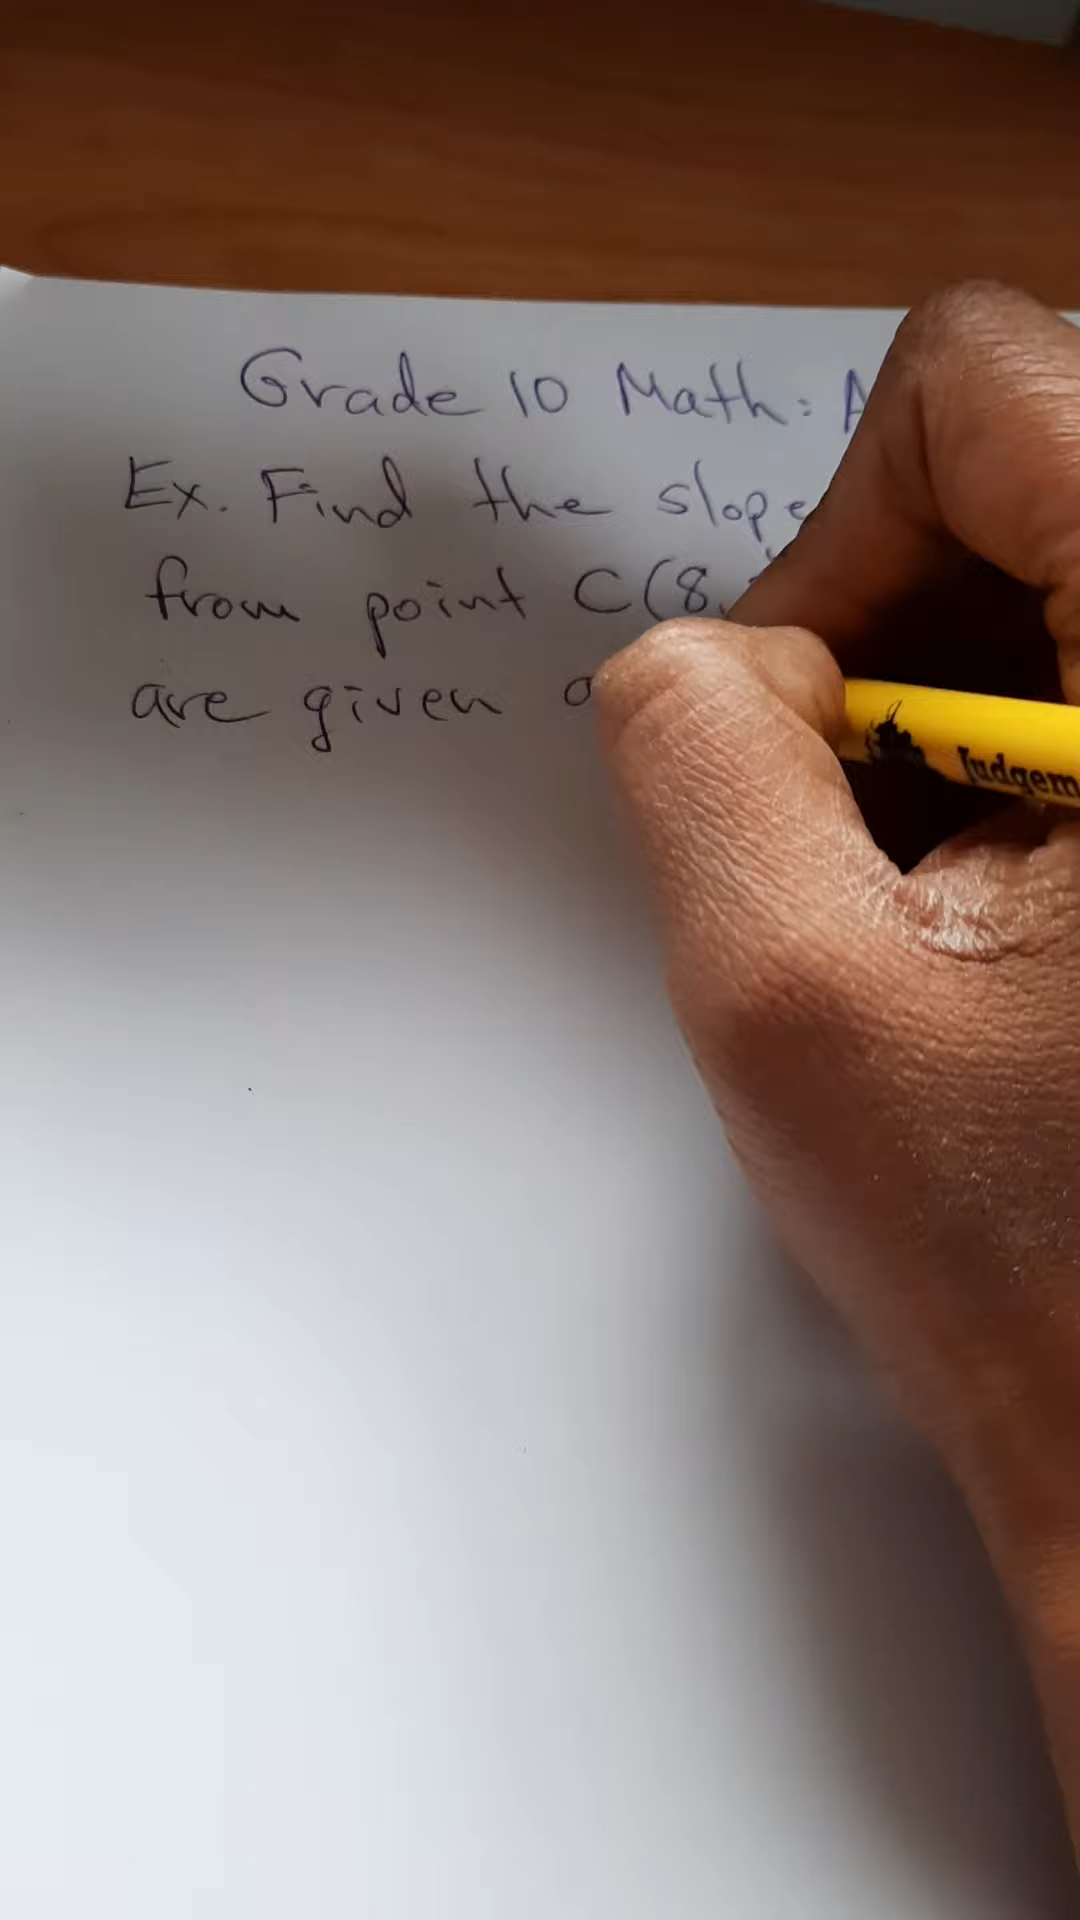 Grade 10 Math: A
Ex. Find the slope
from point C(8,
are given
Judgem